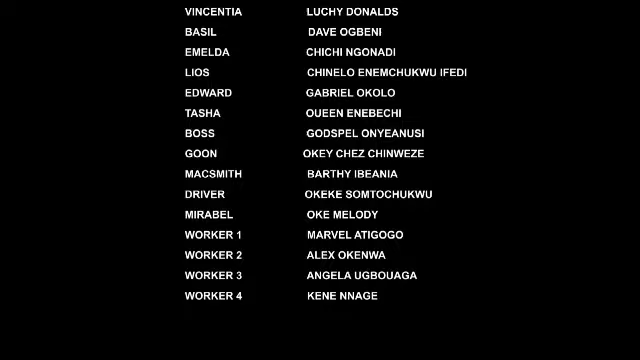 VINCENTIA LUCHY DONALDS
BASIL DAVE OGBENI
EMELDA CHICHI NGONADI
LIOS CHINELO ENEMCHUKWU IFEDI
EDWARD GABRIEL OKOLO
TASHA OUEEN ENEBECHI
BOSS GODSPEL ONYEANUSI
GOON OKEY CHEZ CHINWEZE
MACSMITH BARTHY IBEANIA
DRIVER OKEKE SOMTOCHUKWU
MIRABEL OKE MELODY
WORKER 1 MARVEL ATIGOGO
WORKER 2 ALEX OKENWA
WORKER 3 ANGELA UGBOUAGA
WORKER 4 KENE NNAGE